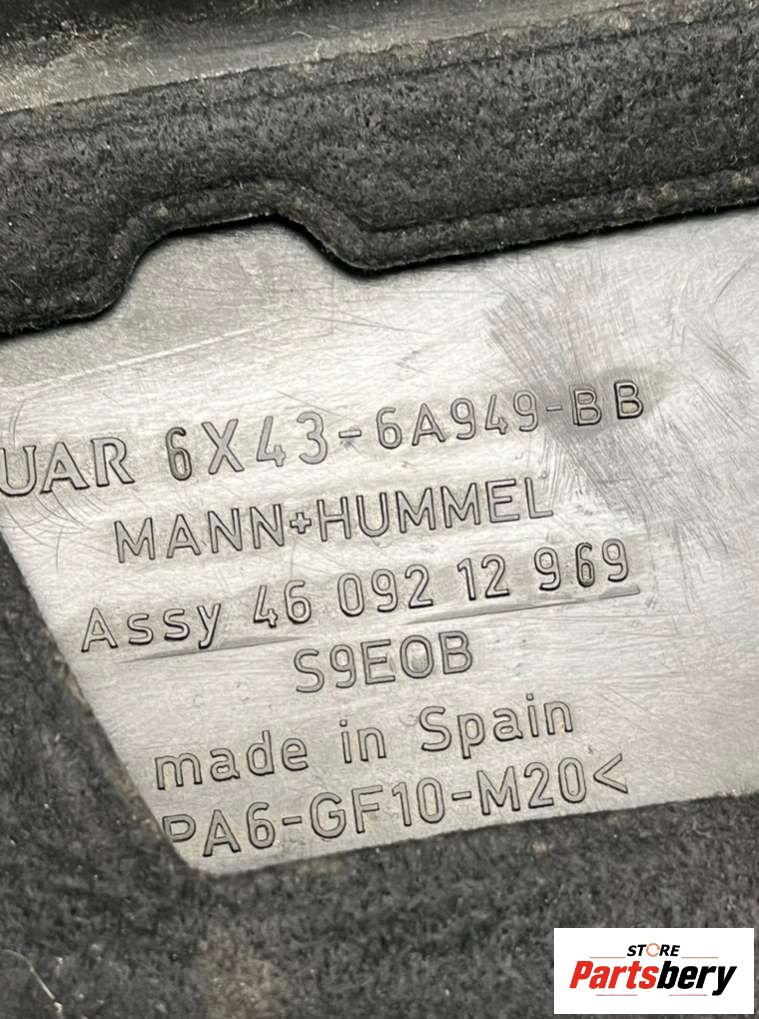 UAR 6X43-6A949-BB
MANN+HUMMEL
Assy 46 092 12 969
S9EOB
made in Spain
PA6-GF10-M20<
STORE
Partsbery